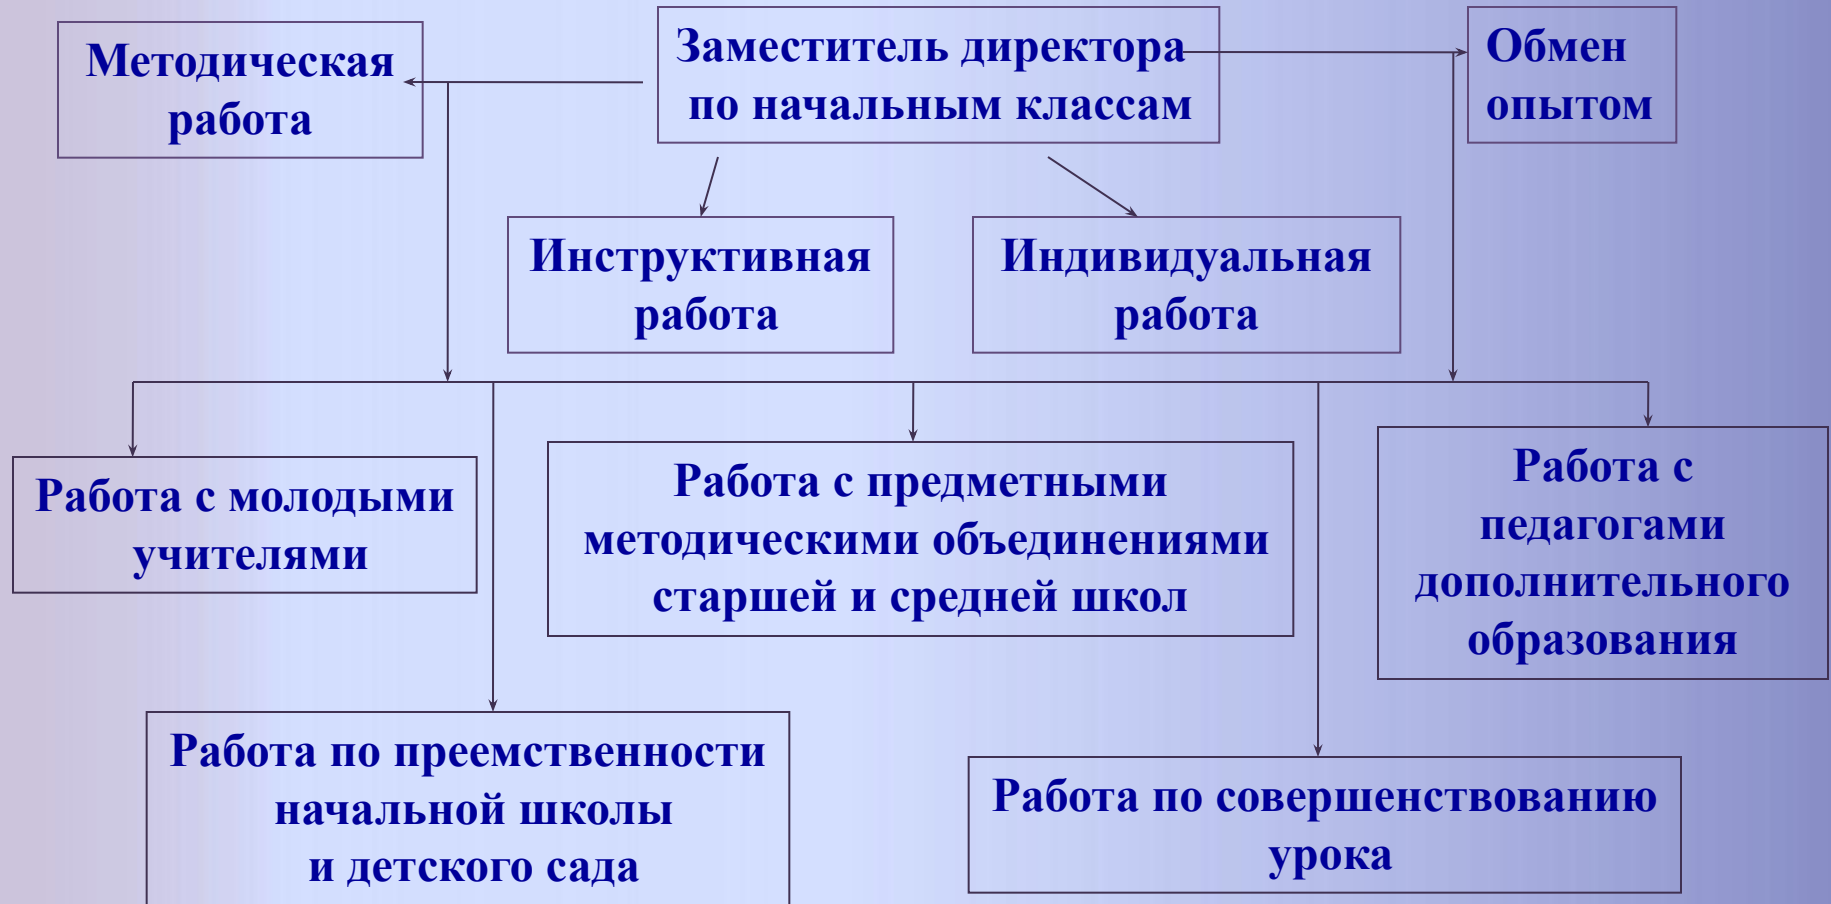 Методическая
работа
Заместитель директора
по начальным классам
Обмен
опытом
Инструктивная
работа
Индивидуальная
работа
Работа с молодыми
учителями
Работа с предметными
методическими объединениями
старшей и средней школ
Работа с
педагогами
дополнительного
образования
Работа по преемственности
начальной школы
и детского сада
Работа по совершенствованию
урока